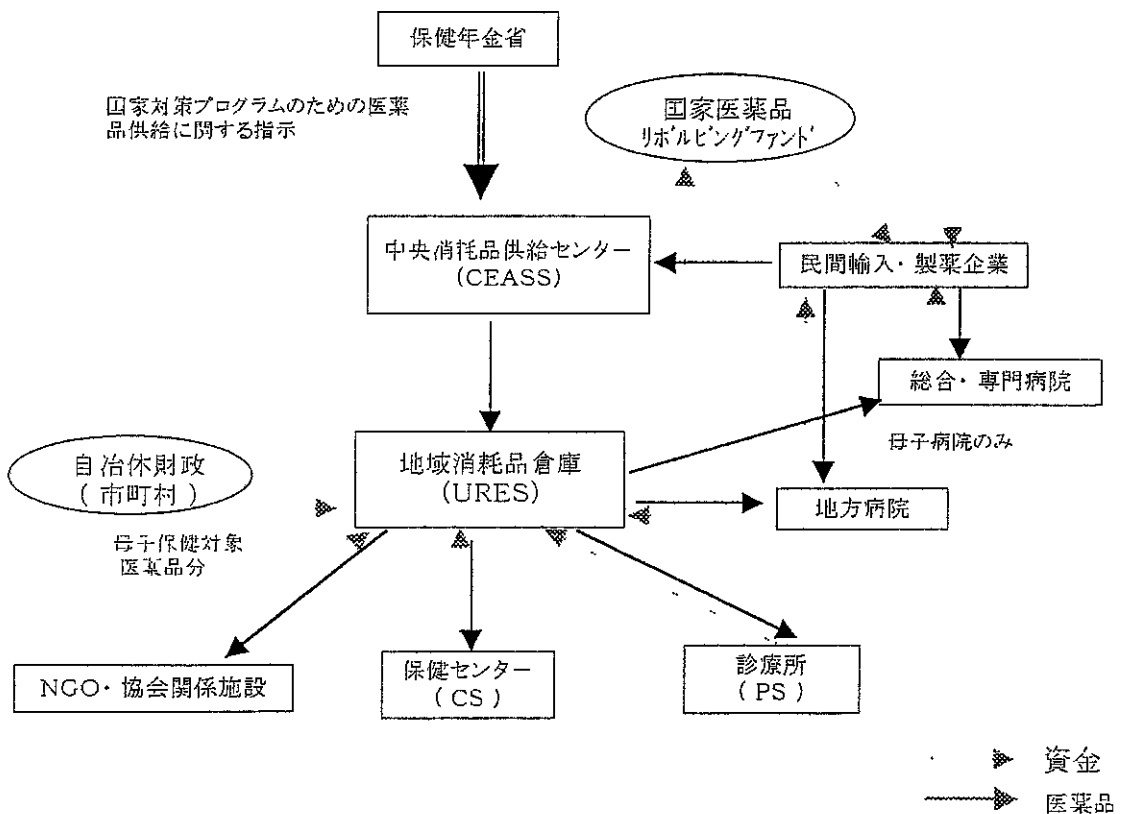 保健年金省
国家対策プログラムのための医薬
品供給に関する指示
国家医薬品
リボルビングファンド
中央消耗品供給センター
(CEASS)
民間輸入・製薬企業
総合・専門病院
母子病院のみ
自治体財政
(市町村)
地域消耗品倉庫
(URES)
地方病院
母子保健対象
医薬品分
NGO・協会関係施設
保健センター
(CS)
診療所
(PS)
資金
医薬品